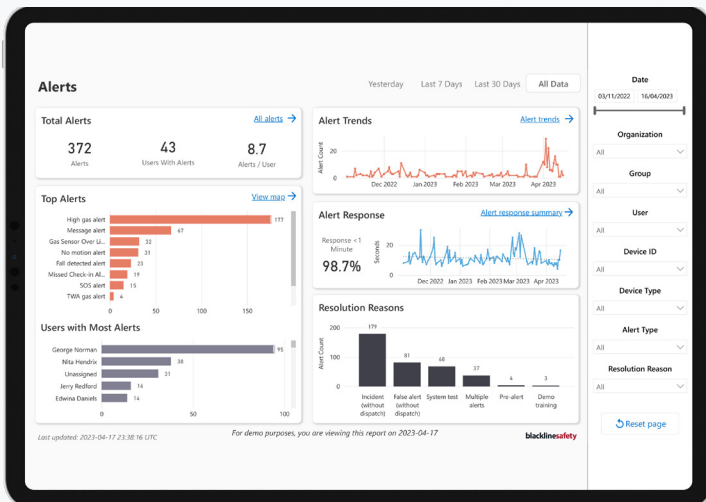 Alerts
Yesterday Last 7 Days Last 30 Days All Data
Total Alerts All alerts
372 43 8.7
Alerts Users With Alerts Alerts / User
Top Alerts View map
High gas alert 177
Message alert 67
Gas Sensor Over Li... 32
No motion alert 31
Fall detected alert 23
Missed Check-in Al... 19
SOS alert 15
TWA gas alert 4
0 50 100 150
Users with Most Alerts
George Norman 95
Nita Hendrix 38
Unassigned 31
Jerry Redford 16
Edwina Daniels 14
0 50 100
Alert Trends Alert trends
Alert Count
20
0
Dec 2022 Jan 2023 Feb 2023 Mar 2023 Apr 2023
Alert Response Alert response summary
Response <1
Minute
98.7%
Seconds
20
0
Dec 2022 Jan 2023 Feb 2023 Mar 2023 Apr 2023
Resolution Reasons
Alert Count
200
100
0
179 81 68 37 4 3
Incident (without dispatch)
False alert (without dispatch)
System test
Multiple alerts
Pre-alert
Demo training
Last updated: 2023-04-17 23:38:16 UTC
For demo purposes, you are viewing this report on 2023-04-17
blacklinesafety
Date
03/11/2022 16/04/2023
Organization
All
Group
All
User
All
Device ID
All
Device Type
All
Alert Type
All
Resolution Reason
All
Reset page